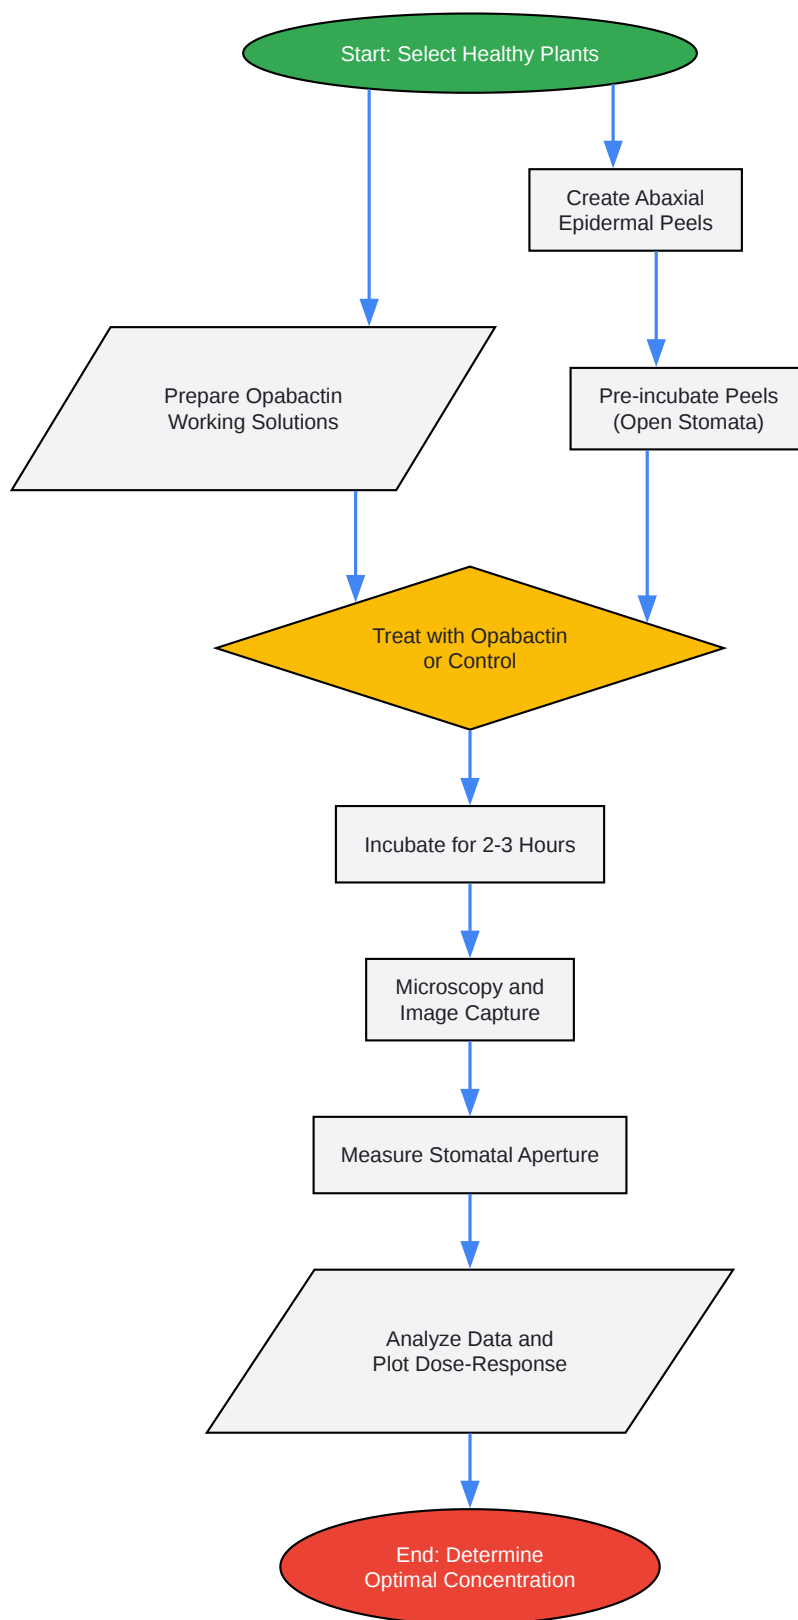 Start: Select Healthy Plants
Create Abaxial
Epidermal Peels
Prepare Opabactin
Working Solutions
Pre-incubate Peels
(Open Stomata)
Treat with Opabactin
or Control
Incubate for 2-3 Hours
Microscopy and
Image Capture
Measure Stomatal Aperture
Analyze Data and
Plot Dose-Response
End: Determine
Optimal Concentration